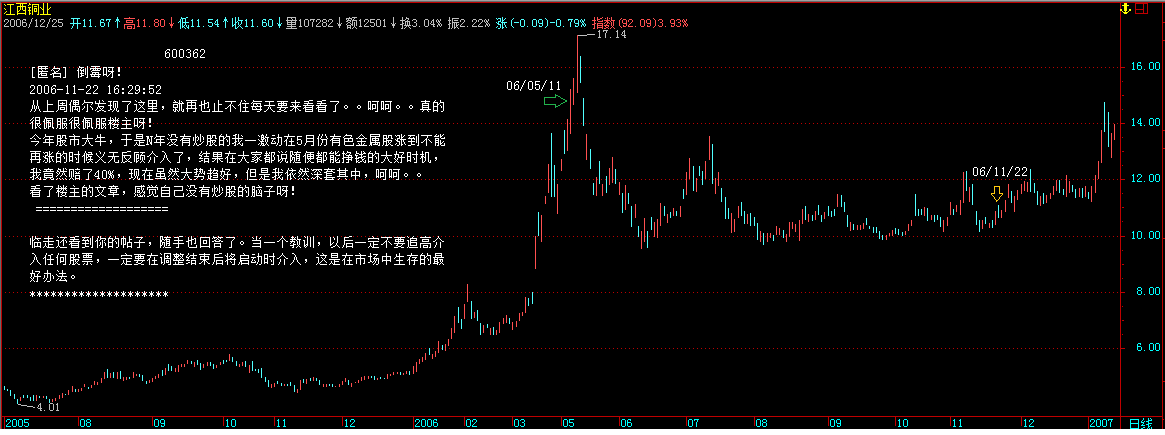 江西铜业
2006/12/25 开11.67↑高11.80↓低11.54↑收11.60↓量107282↓额12501↓换3.04% 振2.22% 涨(-0.09)-0.79% 指数(92.09)3.93%
17.14
600362
16.00
[匿名] 倒霉呀!
06/05/11
2006-11-22 16:29:52
从上周偶尔发现了这里，就再也止不住每天要来看看了。。呵呵。。真的
很佩服很佩服楼主呀!
14.00
今年股市大牛，于是N年没有炒股的我一激动在5月份有色金属股涨到不能
再涨的时候义无反顾介入了，结果在大家都说随便都能挣钱的大好时机，
我竟然赔了40%，现在虽然大势趋好，但是我依然深套其中，呵呵。。
06/11/22
12.00
看了楼主的文章，感觉自己没有炒股的脑子呀!
===================
10.00
临走还看到你的帖子，随手也回答了。当一个教训，以后一定不要追高介
入任何股票，一定要在调整结束后将启动时介入，这是在市场中生存的最
好办法。
********************
8.00
6.00
4.01
2005 08 09 10 11 12 2006 02 03 05 06 07 08 09 10 11 12 2007 日线